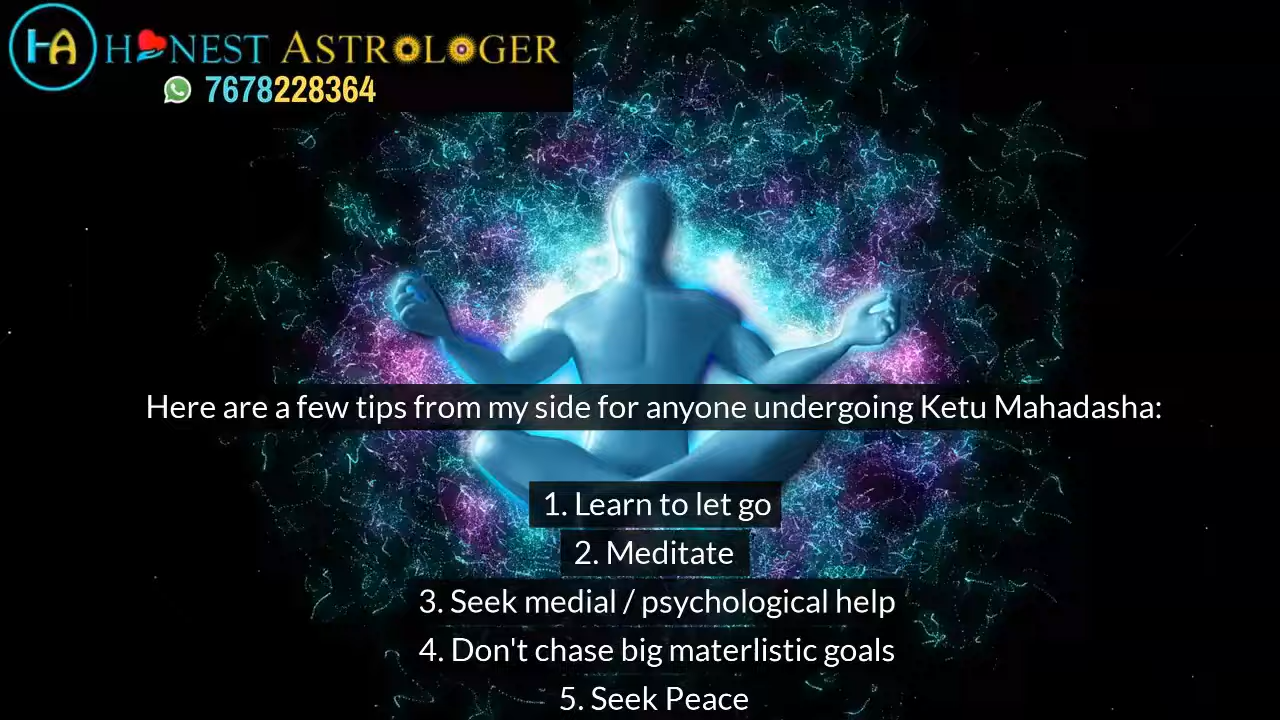 HA HONEST ASTROLOGER
7678228364
Here are a few tips from my side for anyone undergoing Ketu Mahadasha:
1. Learn to let go
2. Meditate
3. Seek medial / psychological help
4. Don't chase big materlistic goals
5. Seek Peace